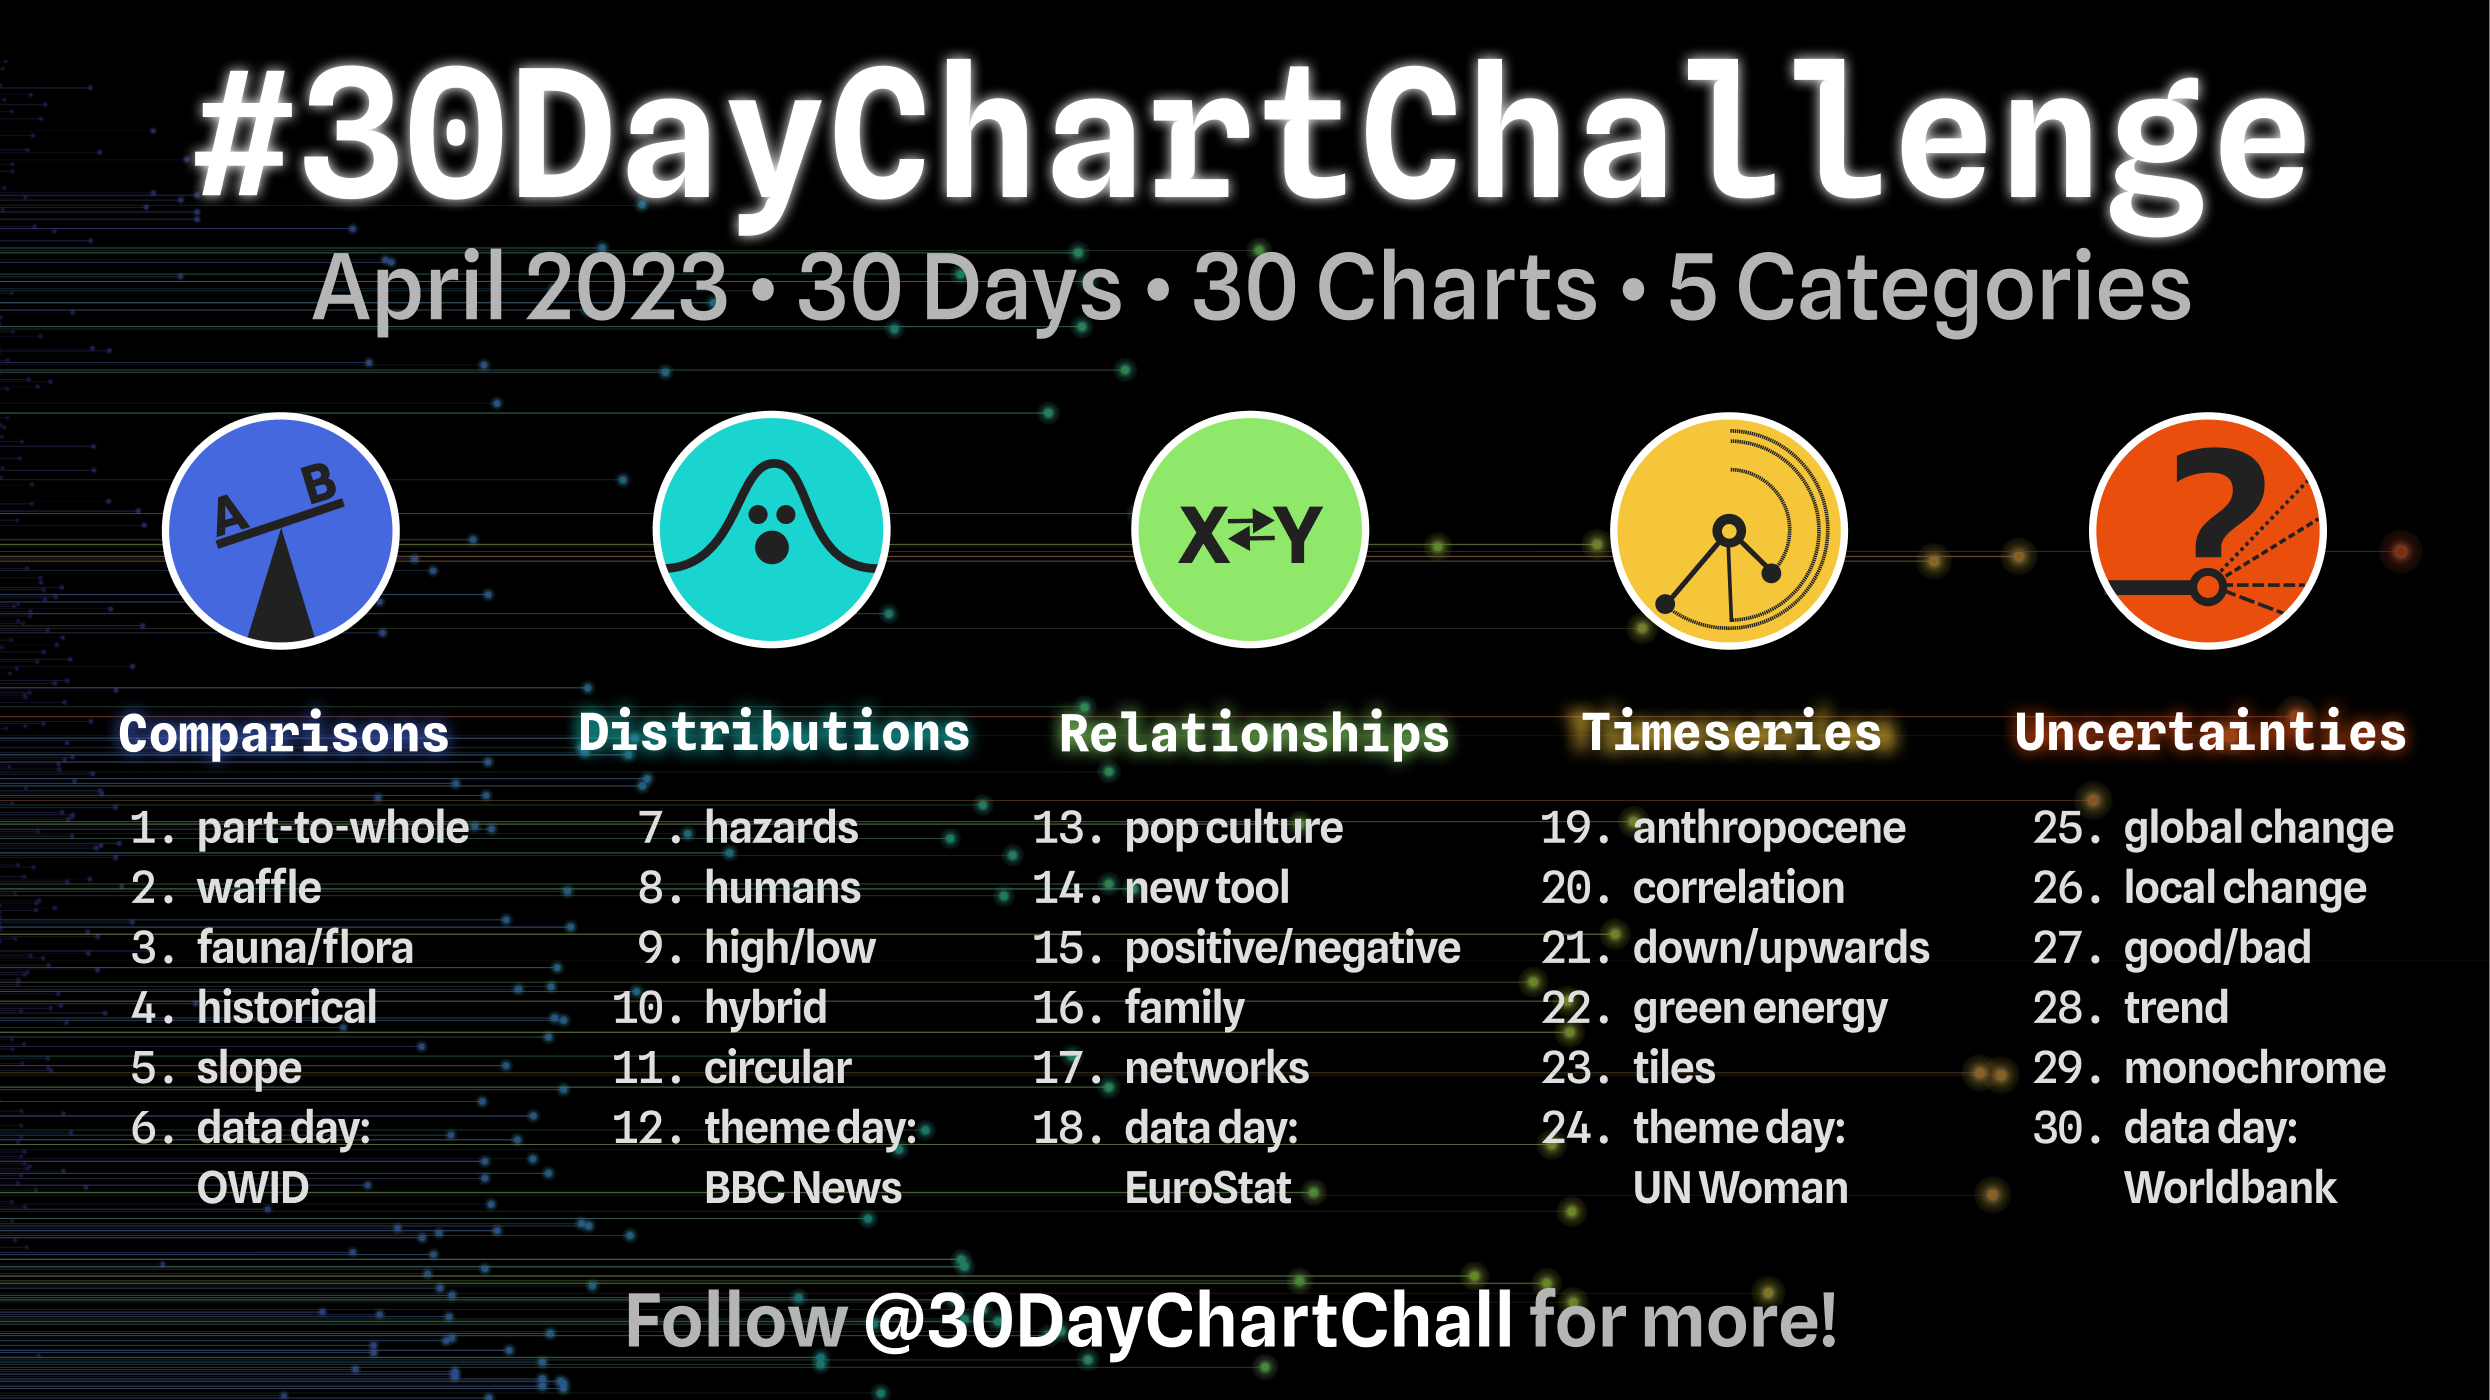 #30DayChartChallenge
April 2023 • 30 Days • 30 Charts • 5 Categories
A B
X⇄Y
?
Comparisons
1. part-to-whole
2. waffle
3. fauna/flora
4. historical
5. slope
6. data day:
OWID
Distributions
7. hazards
8. humans
9. high/low
10. hybrid
11. circular
12. theme day:
BBC News
Relationships
13. pop culture
14. new tool
15. positive/negative
16. family
17. networks
18. data day:
EuroStat
Timeseries
19. anthropocene
20. correlation
21. down/upwards
22. green energy
23. tiles
24. theme day:
UN Woman
Uncertainties
25. global change
26. local change
27. good/bad
28. trend
29. monochrome
30. data day:
Worldbank
Follow @30DayChartChall for more!